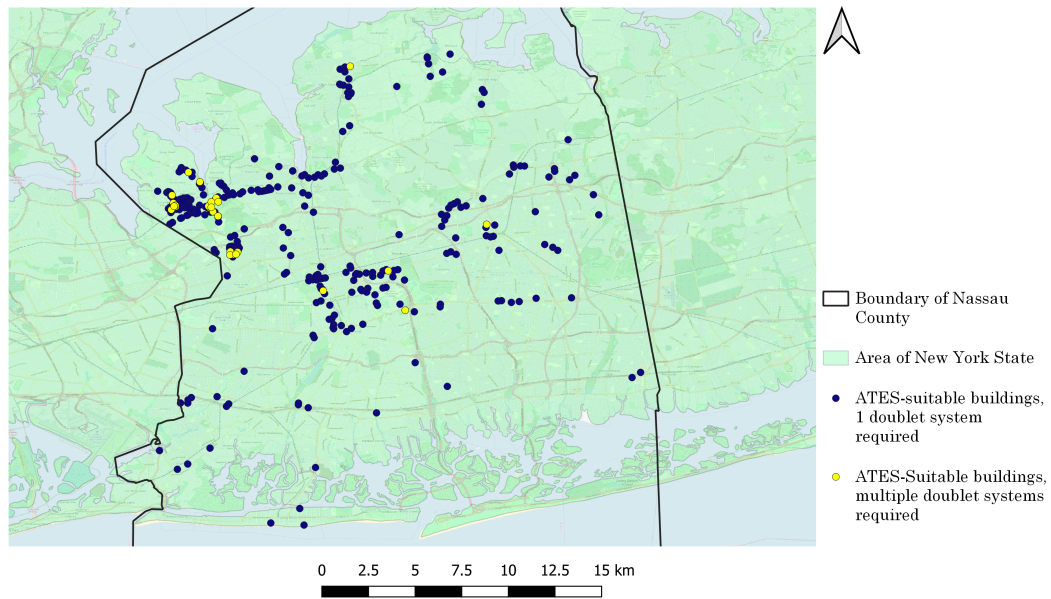 Boundary of Nassau
County
Area of New York State
ATES-suitable buildings,
1 doublet system
required
ATES-Suitable buildings,
multiple doublet systems
required
0 2.5 5 7.5 10 12.5 15 km